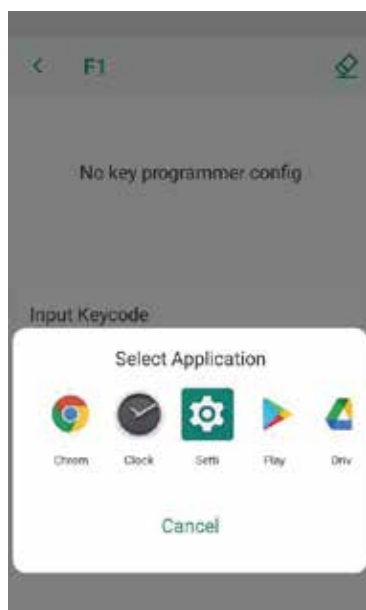 F1
No key programmer config
Input Keycode
Select Application
Chrom
Clock
Setti
Play
Driv
Cancel